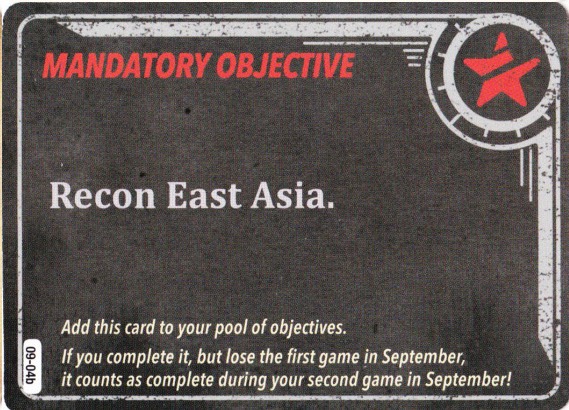 MANDATORY OBJECTIVE
Recon East Asia.
Add this card to your pool of objectives.
If you complete it, but lose the first game in September,
it counts as complete during your second game in September!
09-04b